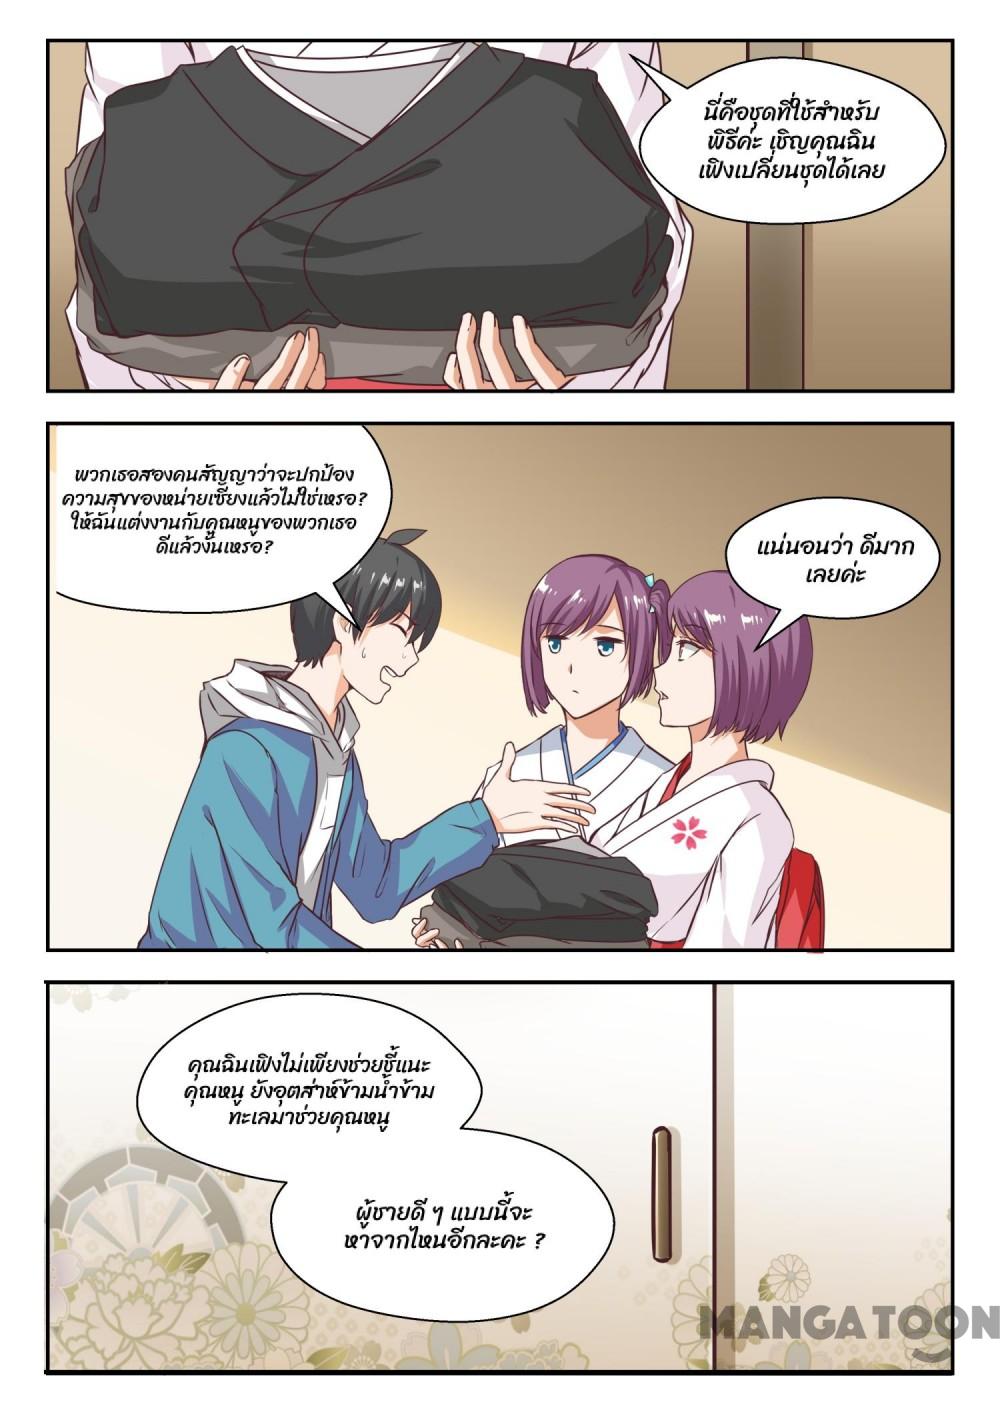 นี่คือชุดที่ใช้สำหรับ
พิธีค่ะ เชิญคุณฉิน
เฟิงเปลี่ยนชุดได้เลย
พวกเธอสองคนสัญญาว่าจะปกป้อง
ความสุขของหน่ายเซียงแล้วไม่ใช่เหรอ?
ให้ฉันแต่งงานกับคุณหนูของพวกเธอ
ดีแล้วงั้นเหรอ?
แน่นอนว่า ดีมาก
เลยค่ะ
คุณฉินเฟิงไม่เพียงช่วยชี้แนะ
คุณหนู ยังอุตส่าห์ข้ามน้ำข้าม
ทะเลมาช่วยคุณหนู
ผู้ชายดี ๆ แบบนี้จะ
หาจากไหนอีกละคะ ?
MANGATOON